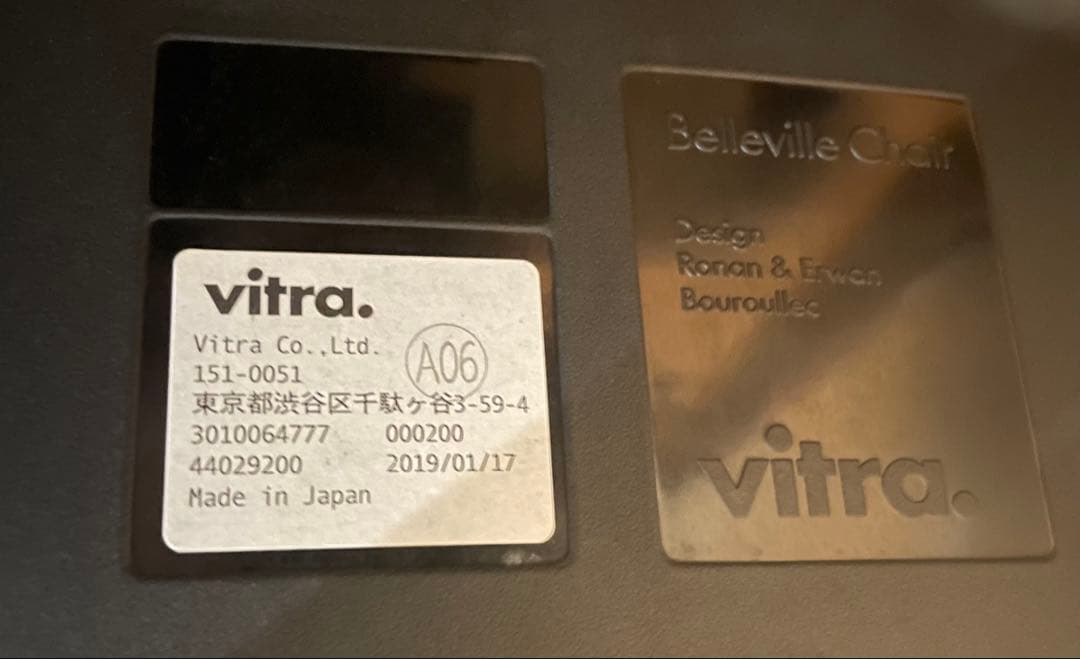 vitra.
Vitra Co.,Ltd.
A06
151-0051
東京都渋谷区千駄ヶ谷3-59-4
3010064777 000200
44029200 2019/01/17
Made in Japan
Belleville Chair
Design
Ronan & Erwan
Bouroullec
vitra.